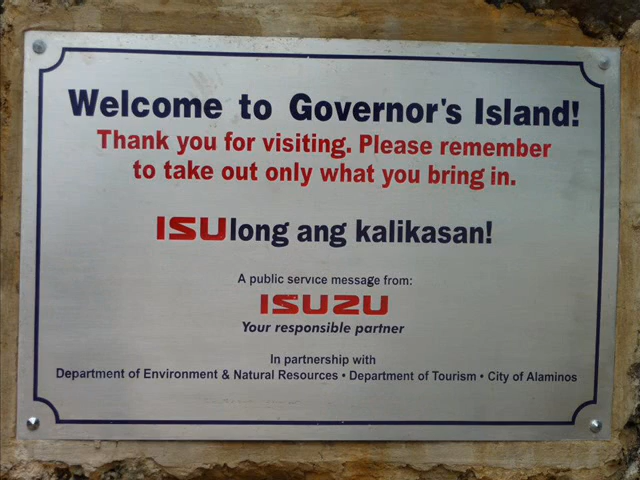 Welcome to Governor's Island!
Thank you for visiting. Please remember
to take out only what you bring in.
ISUlong ang kalikasan!
A public service message from:
ISUZU
Your responsible partner
In partnership with
Department of Environment & Natural Resources • Department of Tourism • City of Alaminos